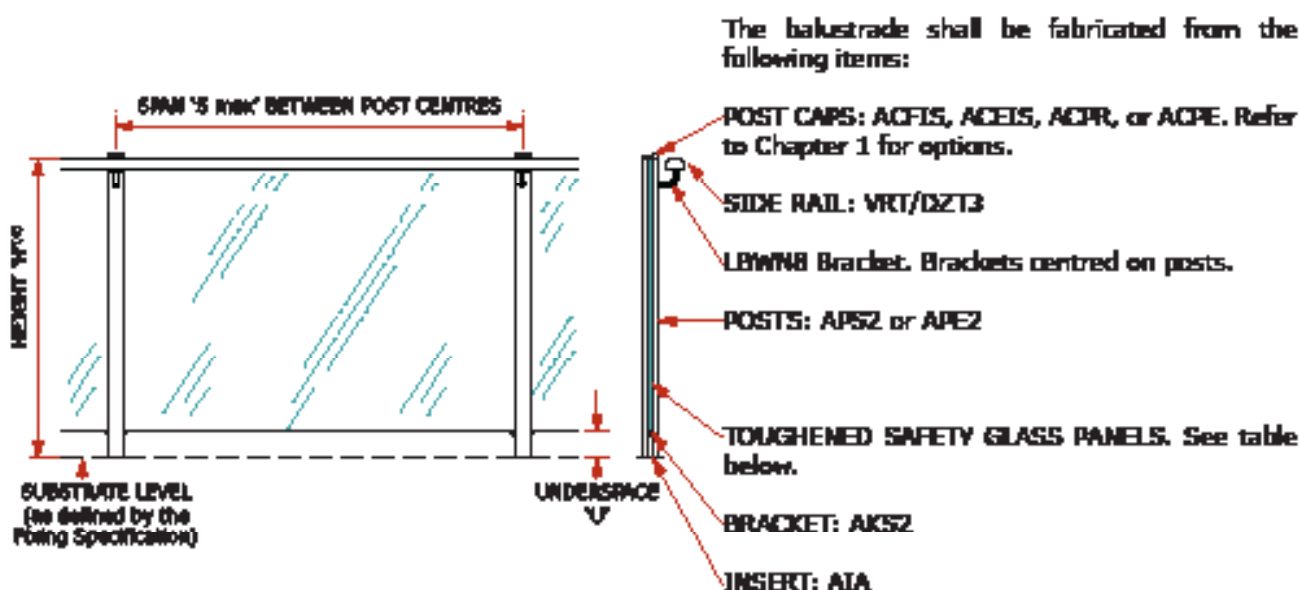 The balustrade shall be fabricated from the
following items:
SPAN 'S max' BETWEEN POST CENTRES
POST CAPS: ACFIS, ACEIS, ACPR, or ACPE. Refer
to Chapter 1 for options.
SIDE RAIL: VRT/DZT3
LBWN8 Bracket. Brackets centred on posts.
HEIGHT
POSTS: APS2 or APE2
TOUGHENED SAFETY GLASS PANELS. See table
below.
SUBSTRATE LEVEL
(as defined by the
Fixing Specification)
UNDERSPACE
'U'
BRACKET: AKS2
INSERT: AIA